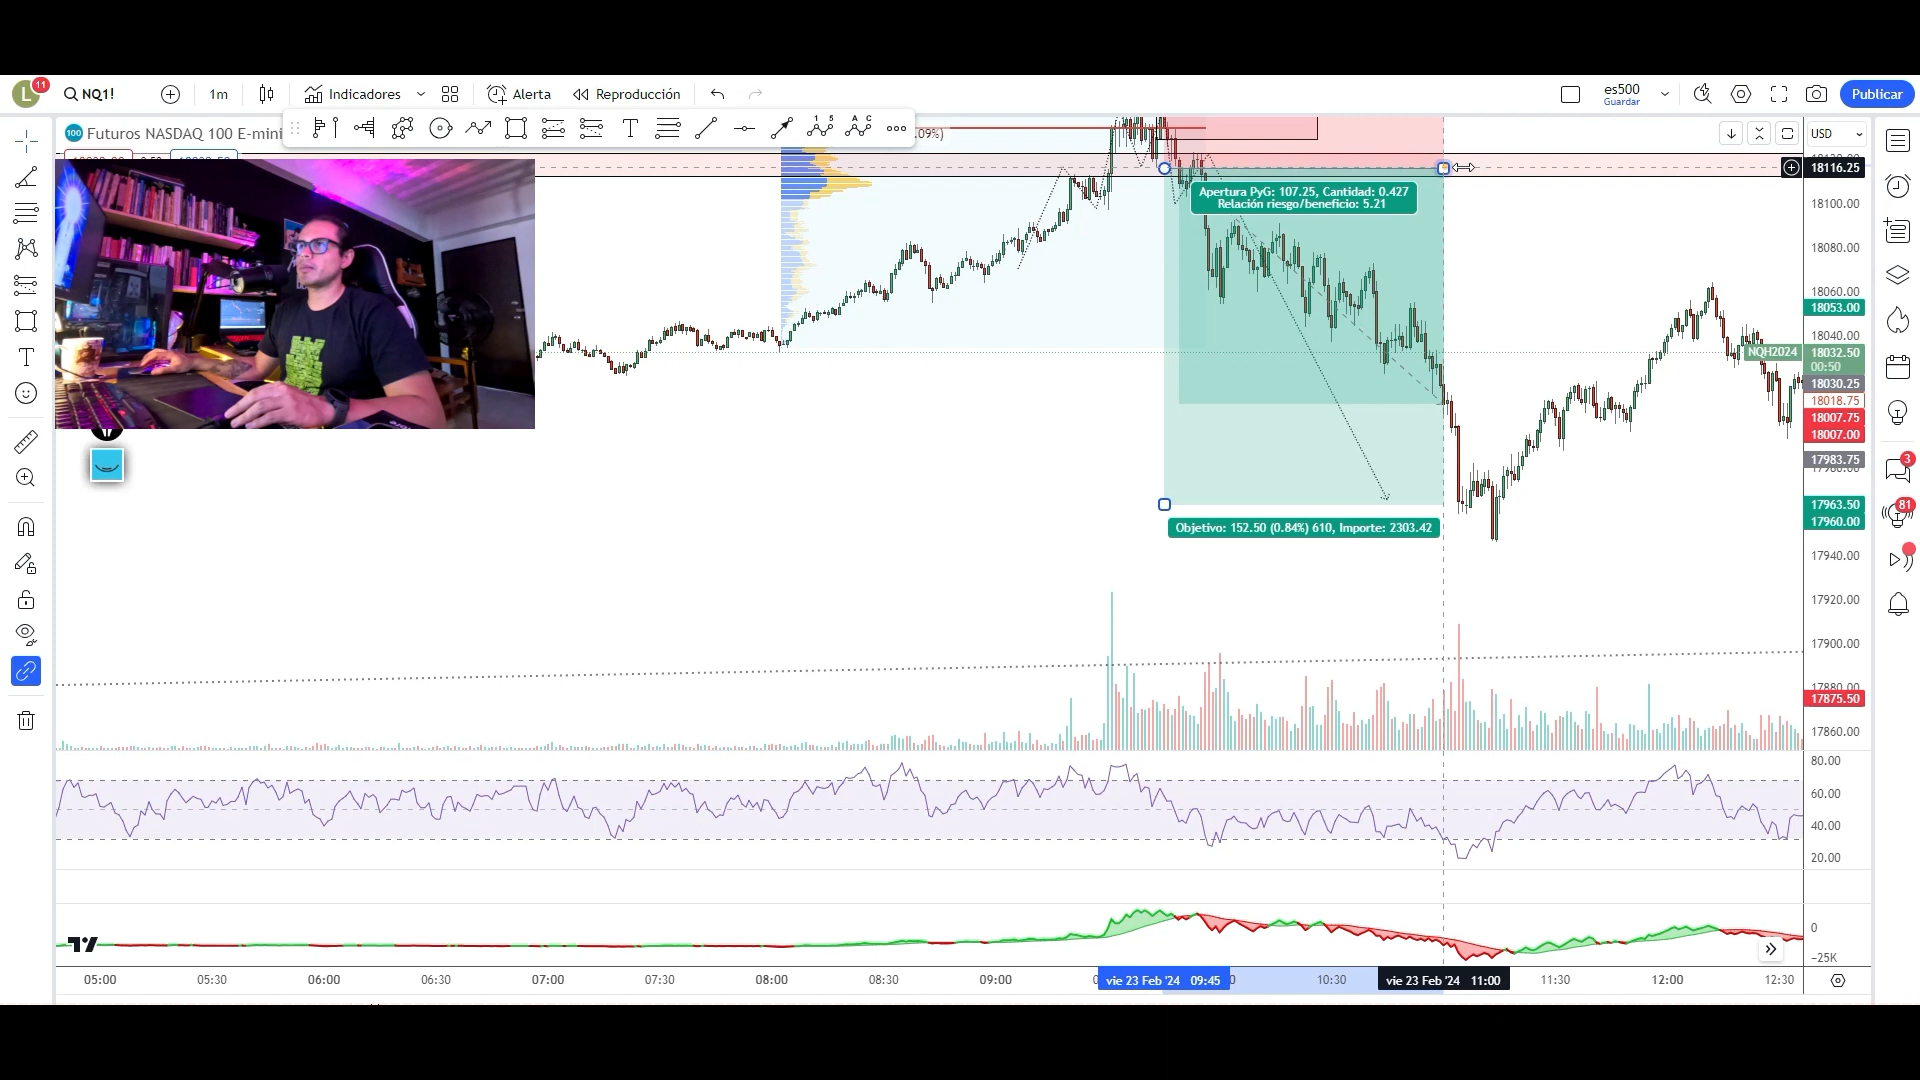 L
11
NQ1!
1m
Indicadores
Alerta
Reproducción
es500
Guardar
Publicar
100
Futuros NASDAQ 100 E-mini
.09%)
USD
18116.25
18100.00
18080.00
18060.00
18053.00
18040.00
NQH2024
18032.50
00:50
18030.25
18018.75
18007.75
18007.00
17983.75
17963.50
17960.00
17940.00
17920.00
17900.00
17880.00
17875.50
17860.00
Apertura PyG: 107.25, Cantidad: 0.427
Relación riesgo/beneficio: 5.21
Objetivo: 152.50 (0.84%) 610, Importe: 2303.42
3
81
80.00
60.00
40.00
20.00
0
−25K
05:00
05:30
06:00
06:30
07:00
07:30
08:00
08:30
09:00
vie 23 Feb '24 09:45
10:30
vie 23 Feb '24 11:00
11:30
12:00
12:30